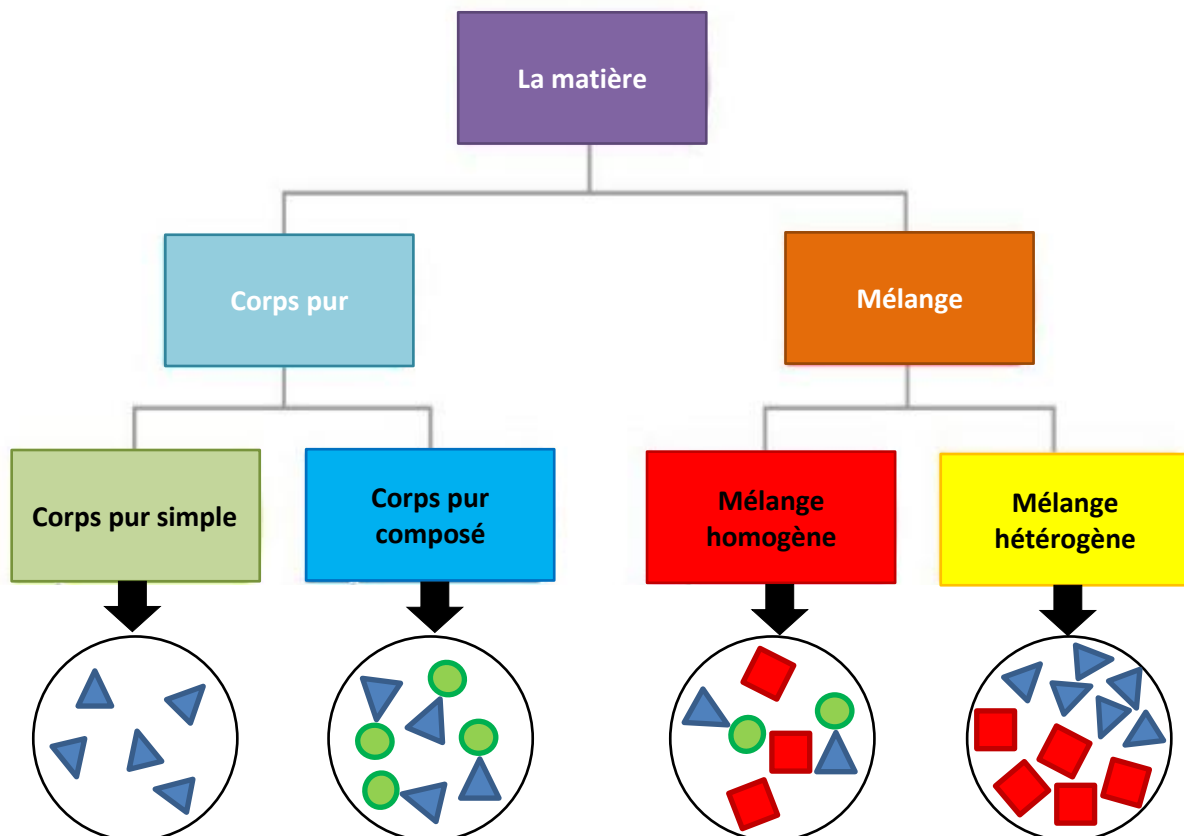 La matière
Corps pur
Mélange
Corps pur simple
Corps pur
composé
Mélange
homogène
Mélange
hétérogène